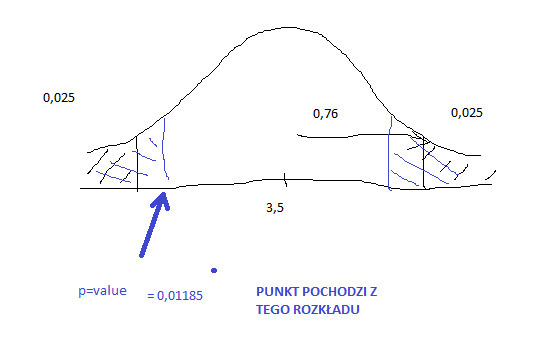 0,025
0,76
0,025
3,5
p=value = 0,01185
PUNKT POCHODZI Z
TEGO ROZKŁADU